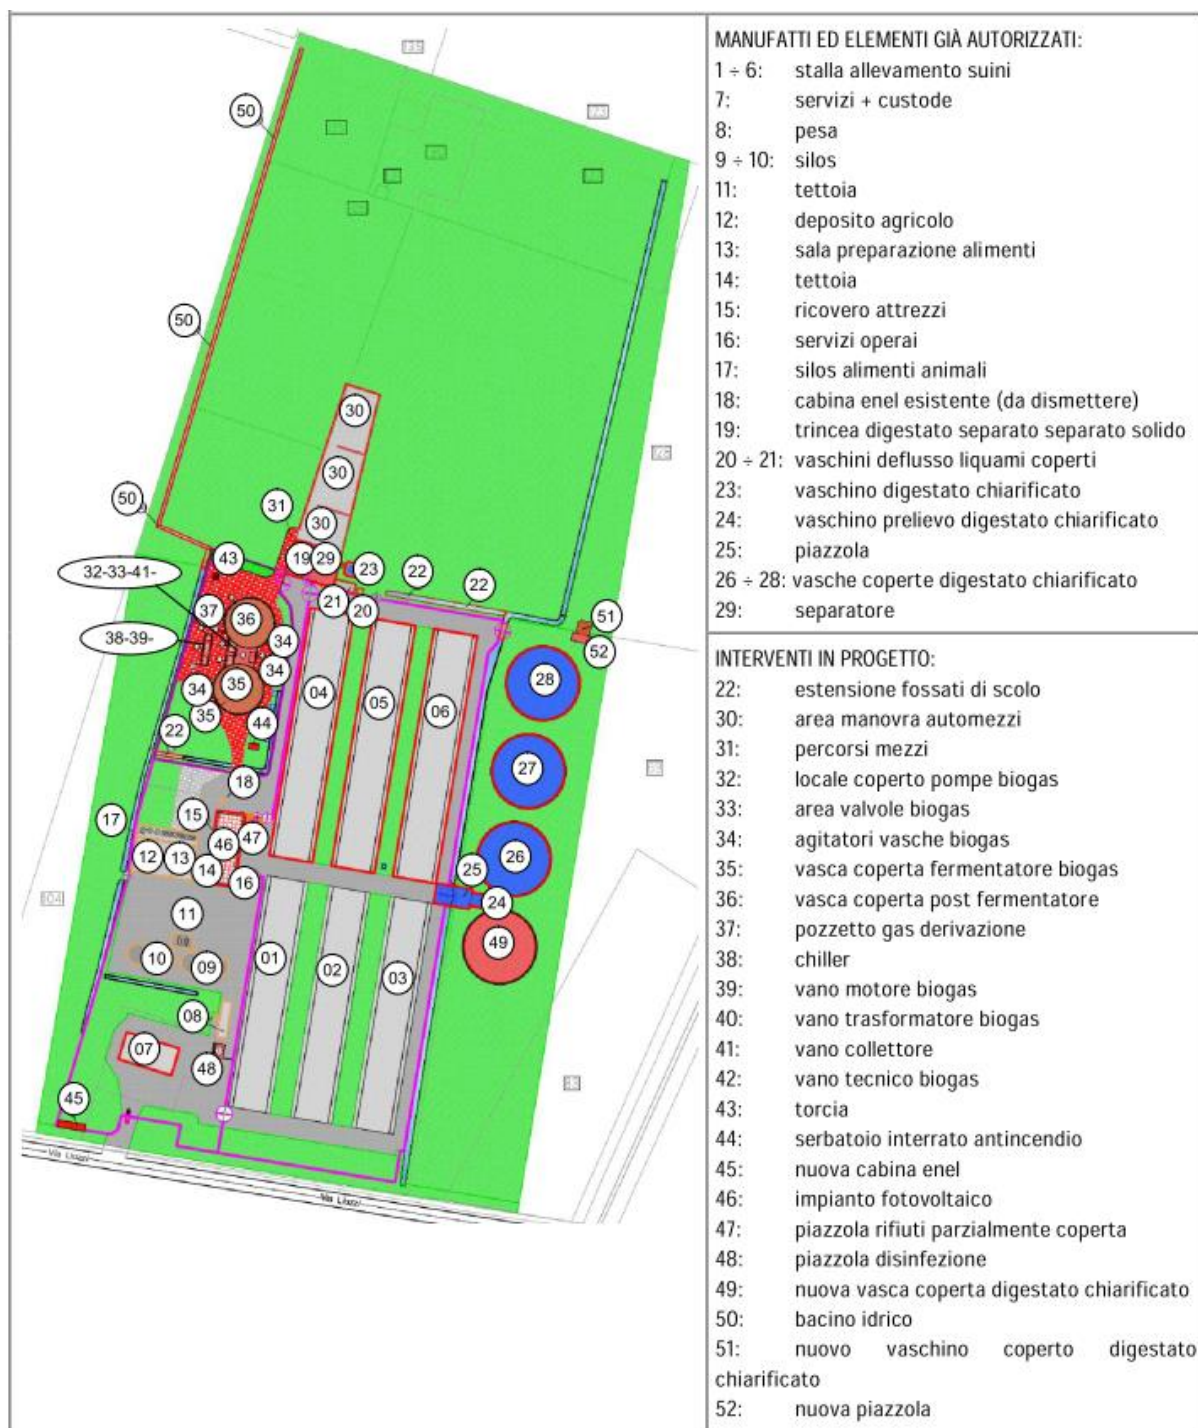 MANUFATTI ED ELEMENTI GIÀ AUTORIZZATI:
1 ÷ 6: stalla allevamento suini
7: servizi + custode
8: pesa
9 ÷ 10: silos
11: tettoia
12: deposito agricolo
13: sala preparazione alimenti
14: tettoia
15: ricovero attrezzi
16: servizi operai
17: silos alimenti animali
18: cabina enel esistente (da dismettere)
19: trincea digestato separato separato solido
20 ÷ 21: vaschini deflusso liquami coperti
23: vaschino digestato chiarificato
24: vaschino prelievo digestato chiarificato
25: piazzola
26 ÷ 28: vasche coperte digestato chiarificato
29: separatore
INTERVENTI IN PROGETTO:
22: estensione fossati di scolo
30: area manovra automezzi
31: percorsi mezzi
32: locale coperto pompe biogas
33: area valvole biogas
34: agitatori vasche biogas
35: vasca coperta fermentatore biogas
36: vasca coperta post fermentatore
37: pozzetto gas derivazione
38: chiller
39: vano motore biogas
40: vano trasformatore biogas
41: vano collettore
42: vano tecnico biogas
43: torcia
44: serbatoio interrato antincendio
45: nuova cabina enel
46: impianto fotovoltaico
47: piazzola rifiuti parzialmente coperta
48: piazzola disinfezione
49: nuova vasca coperta digestato chiarificato
50: bacino idrico
51: nuovo vaschino coperto digestato
chiarificato
52: nuova piazzola
50
50
30
30
50
31
30
43
19
29
23
22
22
32-33-41-
21
20
51
37
36
52
38-39-
34
34
28
35
04
05
06
34
35
44
22
27
18
17
15
47
46
26
12
13
14
25
16
24
11
49
10
09
01
02
03
08
07
48
45
Via
Via